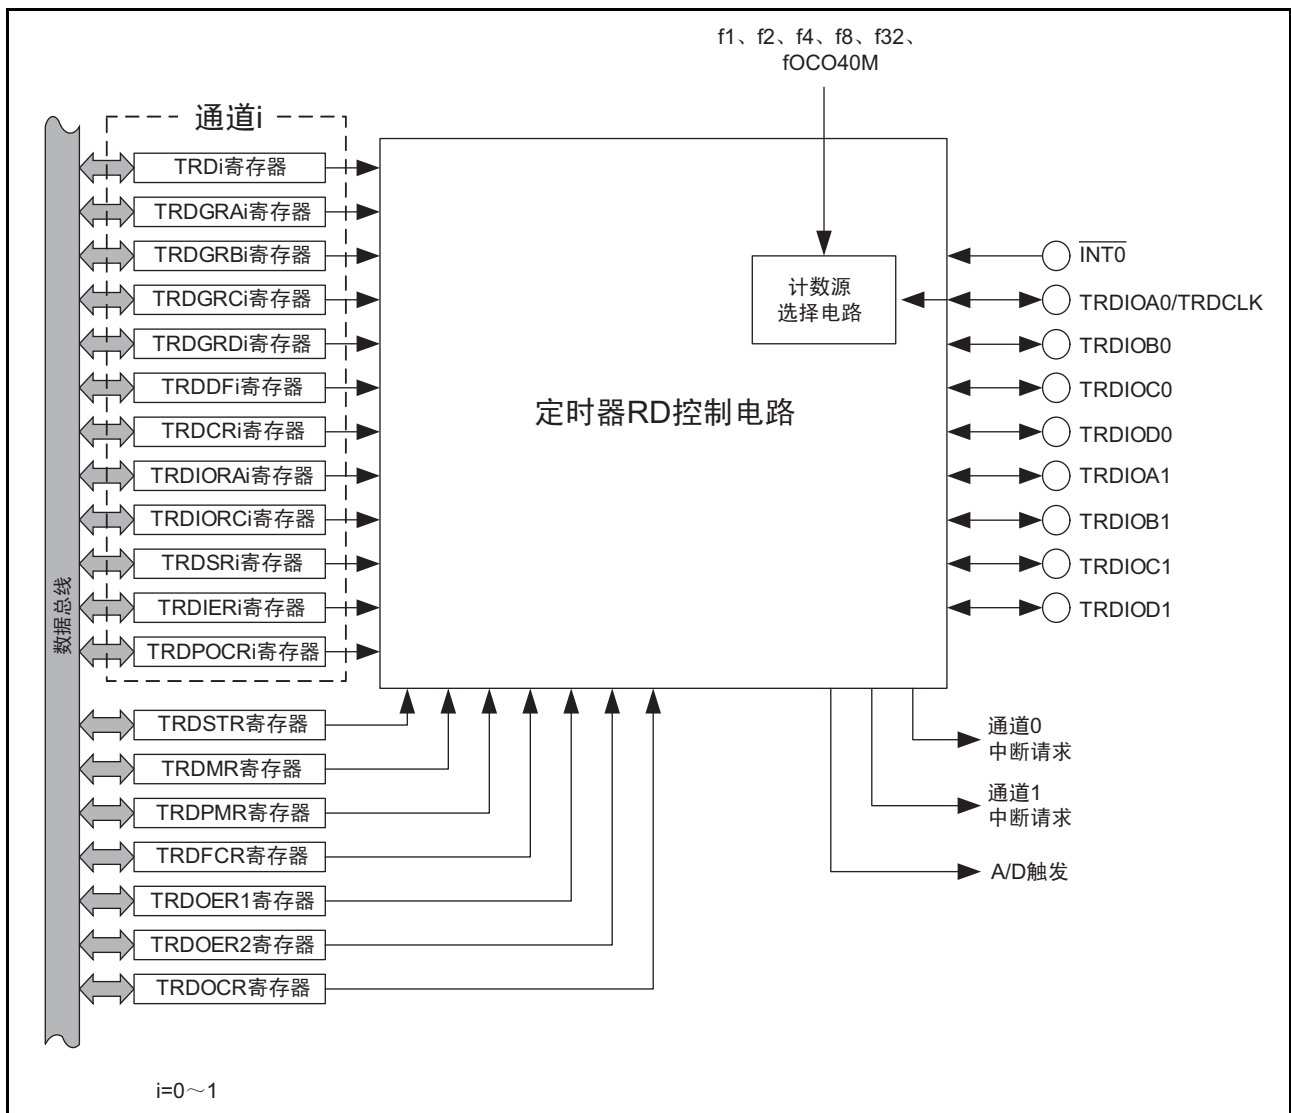 f1、f2、f4、f8、f32、
fOCO40M
通道i
TRDi寄存器
TRDGRAi寄存器
TRDGRBi寄存器
TRDGRCi寄存器
TRDGRDi寄存器
TRDDFi寄存器
TRDCRi寄存器
TRDIORAi寄存器
TRDIORCi寄存器
TRDSRi寄存器
TRDIERi寄存器
TRDPOCRi寄存器
数据总线
计数源
选择电路
定时器RD控制电路
INT0
TRDIOA0/TRDCLK
TRDIOB0
TRDIOC0
TRDIOD0
TRDIOA1
TRDIOB1
TRDIOC1
TRDIOD1
TRDSTR寄存器
TRDMR寄存器
TRDPMR寄存器
TRDFCR寄存器
TRDOER1寄存器
TRDOER2寄存器
TRDOCR寄存器
通道0
中断请求
通道1
中断请求
A/D触发
i=0～1